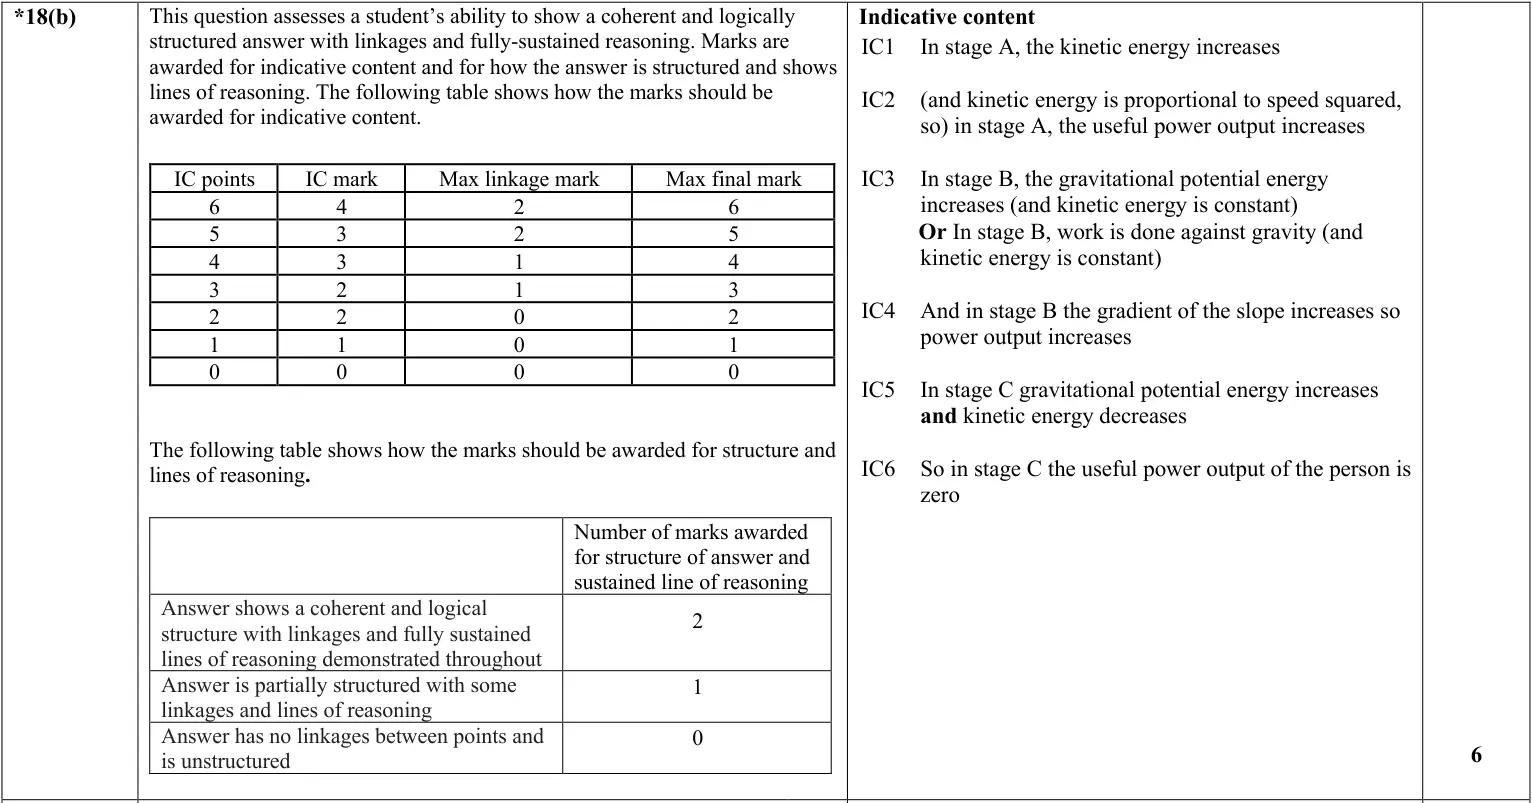 *18(b)
This question assesses a student’s ability to show a coherent and logically
structured answer with linkages and fully-sustained reasoning. Marks are
awarded for indicative content and for how the answer is structured and shows
lines of reasoning. The following table shows how the marks should be
awarded for indicative content.
IC points IC mark Max linkage mark Max final mark
6 4 2 6
5 3 2 5
4 3 1 4
3 2 1 3
2 2 0 2
1 1 0 1
0 0 0 0
The following table shows how the marks should be awarded for structure and
lines of reasoning.
Number of marks awarded
for structure of answer and
sustained line of reasoning
Answer shows a coherent and logical
structure with linkages and fully sustained
lines of reasoning demonstrated throughout
2
Answer is partially structured with some
linkages and lines of reasoning
1
Answer has no linkages between points and
is unstructured
0
Indicative content
IC1 In stage A, the kinetic energy increases
IC2 (and kinetic energy is proportional to speed squared,
so) in stage A, the useful power output increases
IC3 In stage B, the gravitational potential energy
increases (and kinetic energy is constant)
Or In stage B, work is done against gravity (and
kinetic energy is constant)
IC4 And in stage B the gradient of the slope increases so
power output increases
IC5 In stage C gravitational potential energy increases
and kinetic energy decreases
IC6 So in stage C the useful power output of the person is
zero
6